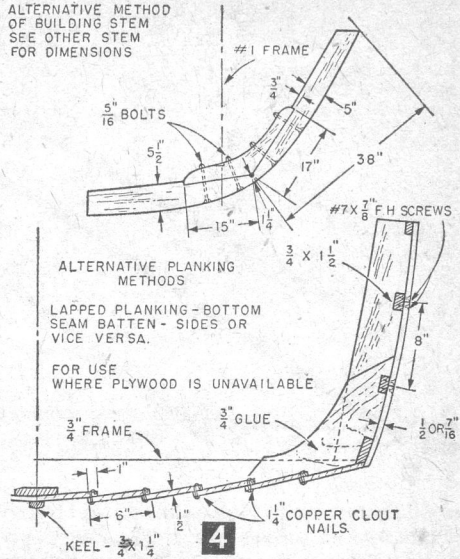 ALTERNATIVE METHOD
OF BUILDING STEM
SEE OTHER STEM
FOR DIMENSIONS
#1 FRAME
3/4"
5"
5/16" BOLTS
5 1/2"
17"
38"
15"
1 1/4"
#7 X 7/8" F.H SCREWS
3/4 X 1 1/2"
ALTERNATIVE PLANKING
METHODS
LAPPED PLANKING - BOTTOM
SEAM BATTEN - SIDES OR
VICE VERSA.
FOR USE
WHERE PLYWOOD IS UNAVAILABLE
8"
3/4" FRAME
3/4" GLUE
1/2 OR 7/16"
1"
6"
1/2"
1 1/4" COPPER CLOUT
NAILS.
KEEL - 3/4 X 1 1/4"
4